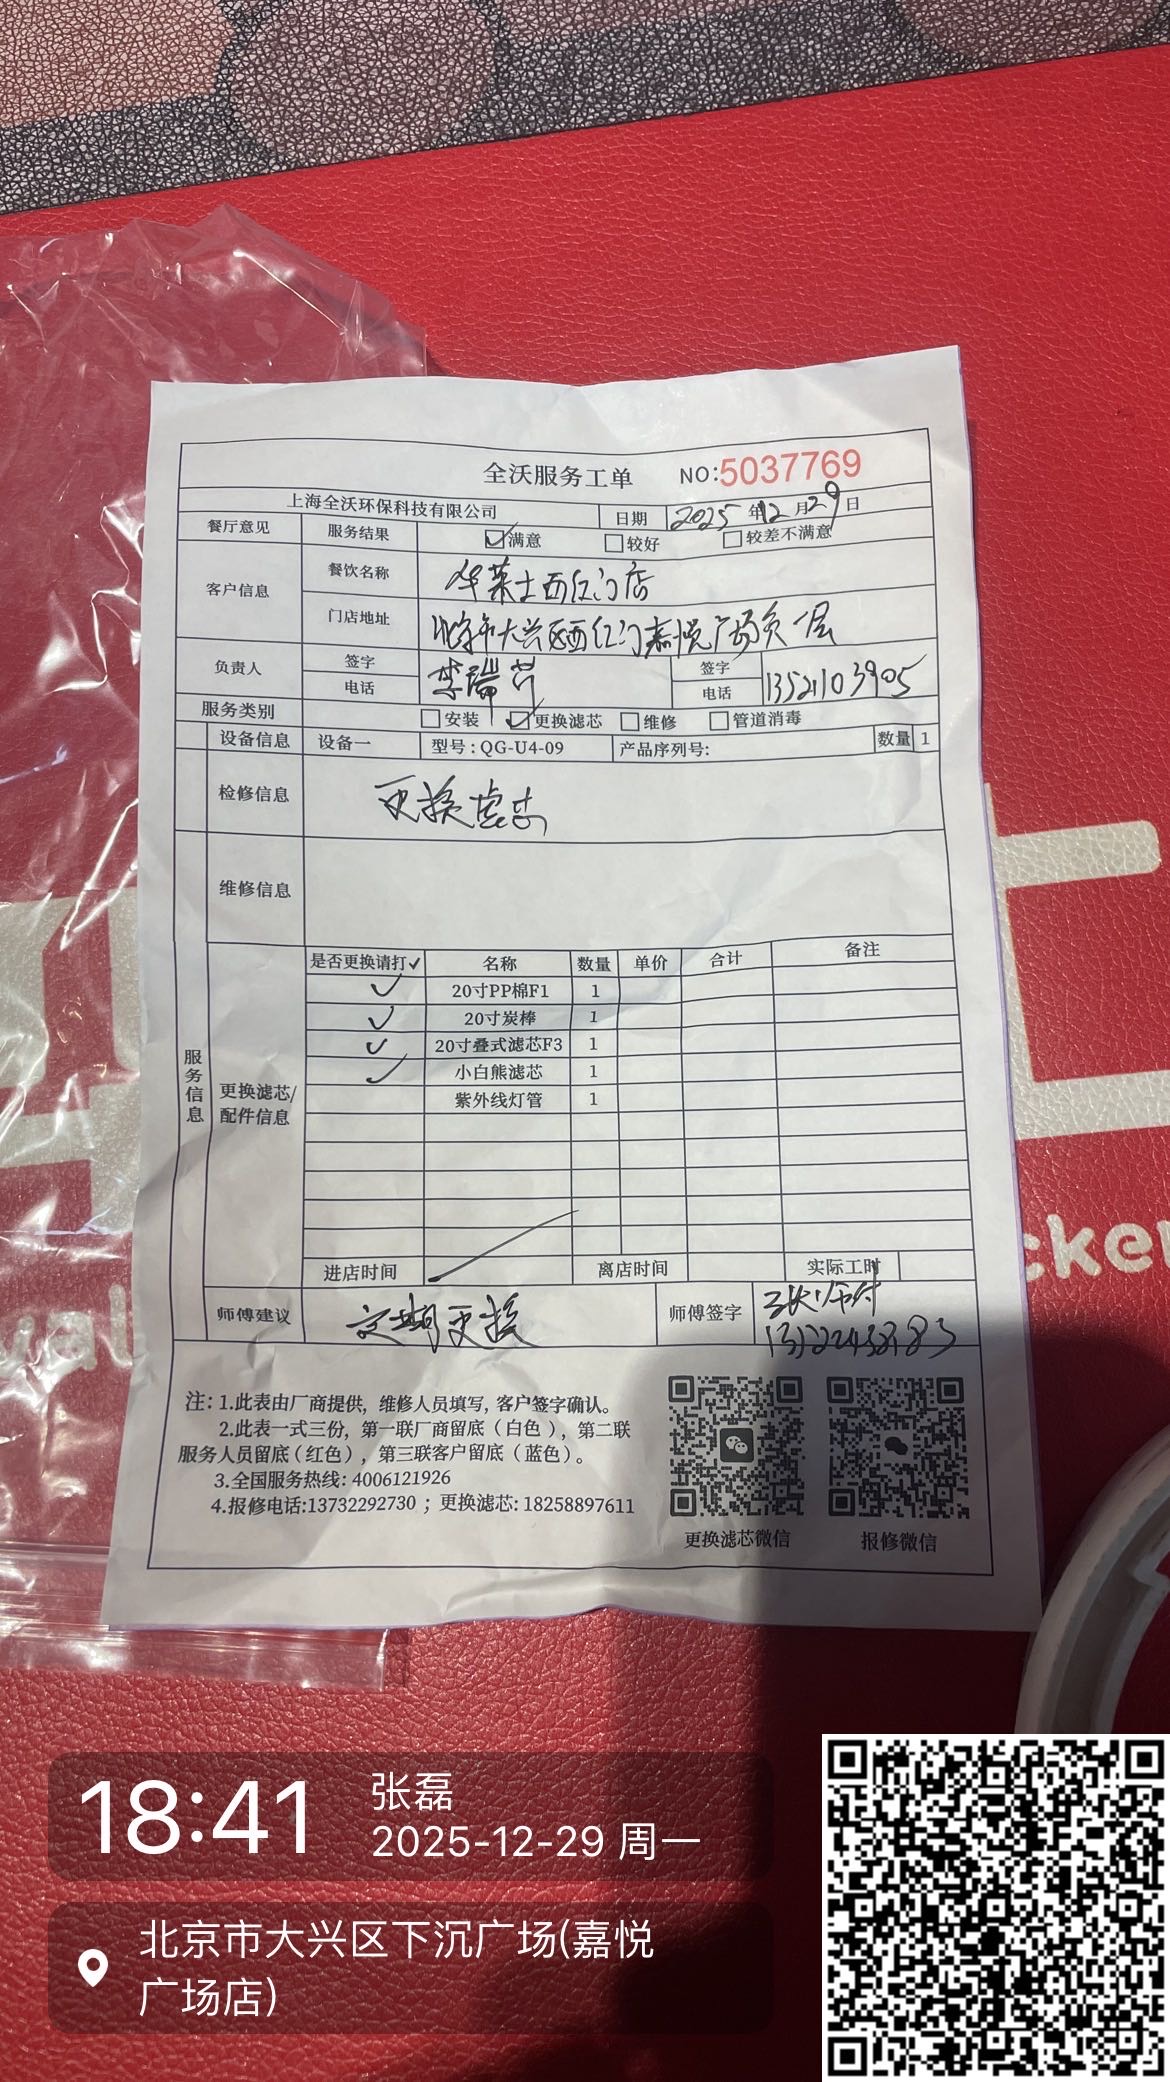 全沃服务工单 NO:5037769
上海全沃环保科技有限公司 日期 2025年12月29日
餐厅意见 服务结果 ☑满意 ☐较好 ☐较差不满意
客户信息 餐饮名称 华莱士西红门店
门店地址 北京市大兴区西红门嘉悦广场负一层
负责人 签字 李瑞芹 签字
电话 电话 13521103905
服务类别 ☐安装 ☑更换滤芯 ☐维修 ☐管道消毒
设备信息 设备一 型号:QG-U4-09 产品序列号: 数量 1
检修信息 更换滤芯
维修信息
服务信息
更换滤芯/
配件信息
是否更换请打✓ 名称 数量 单价 合计 备注
✓ 20寸PP棉F1 1
✓ 20寸炭棒 1
✓ 20寸叠式滤芯F3 1
✓ 小白熊滤芯 1
紫外线灯管 1
进店时间 离店时间 实际工时
师傅建议 定期更换 师傅签字 张师付
注: 1.此表由厂商提供，维修人员填写，客户签字确认。
2.此表一式三份，第一联厂商留底（白色），第二联
服务人员留底（红色），第三联客户留底（蓝色）。
3.全国服务热线: 4006121926
4.报修电话:13732292730；更换滤芯: 18258897611
更换滤芯微信 报修微信
cken
wal
18:41 张磊
2025-12-29 周一
北京市大兴区下沉广场(嘉悦
广场店)